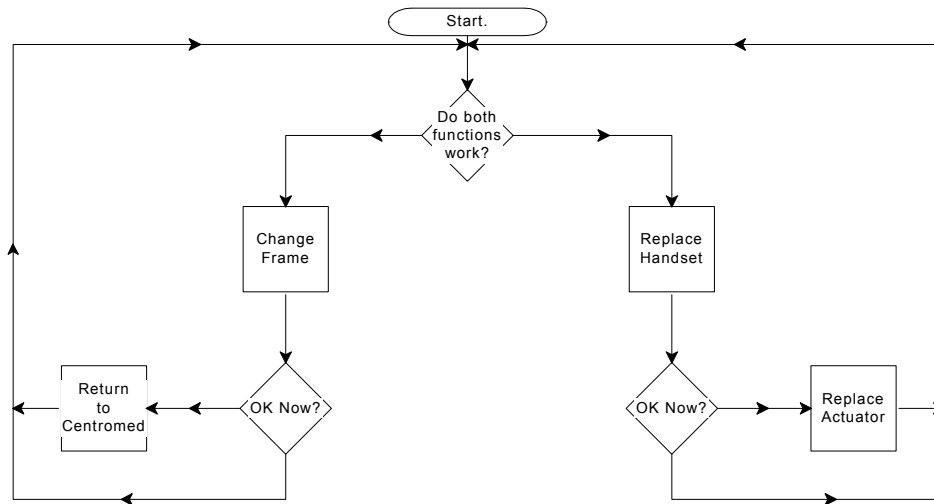 Start.
Do both
functions
work?
Change
Frame
Replace
Handset
Return
to
Centromed
OK Now?
OK Now?
Replace
Actuator